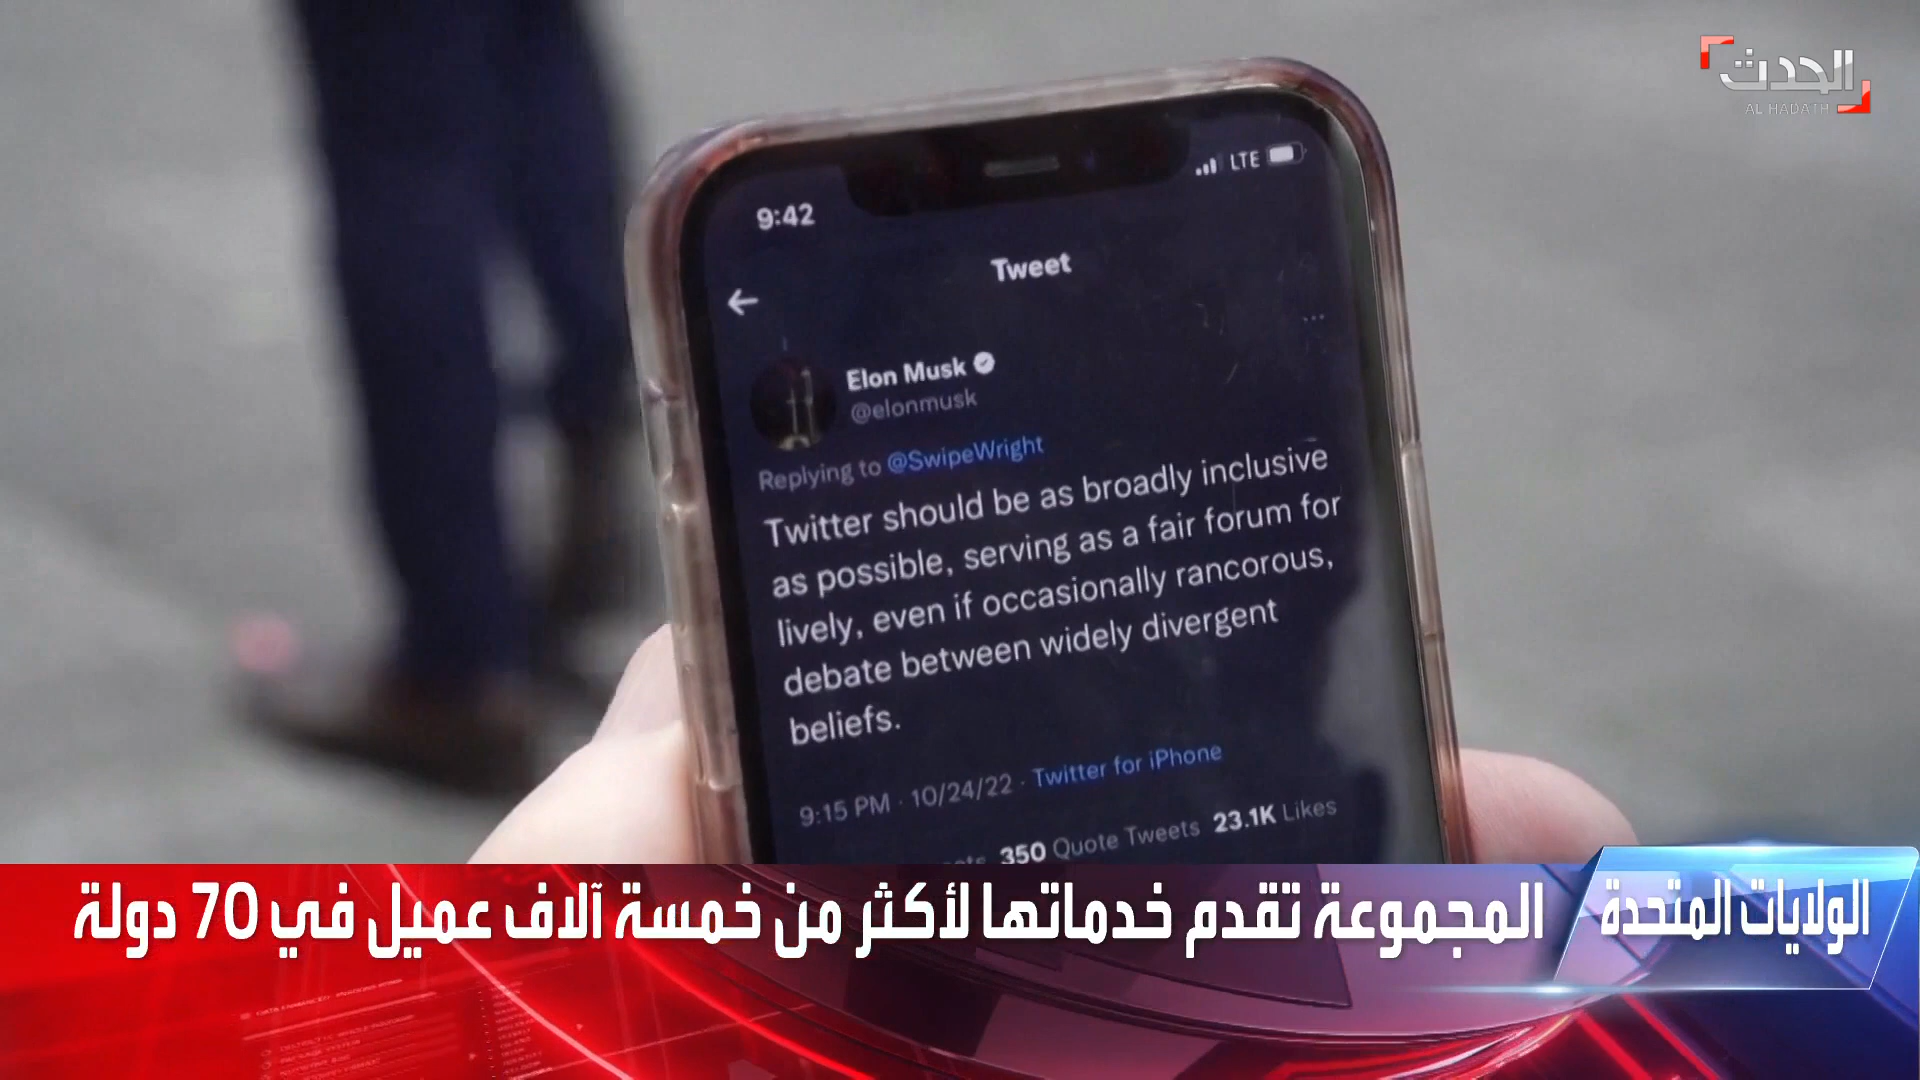 الحدث
AL HADATH
9:42
LTE
Tweet
Elon Musk
@elonmusk
Replying to @SwipeWright
Twitter should be as broadly inclusive
as possible, serving as a fair forum for
lively, even if occasionally rancorous,
debate between widely divergent
beliefs.
9:15 PM · 10/24/22 · Twitter for iPhone
350 Quote Tweets 23.1K Likes
الولايات المتحدة
المجموعة تقدم خدماتها لأكثر من خمسة آلاف عميل في 70 دولة